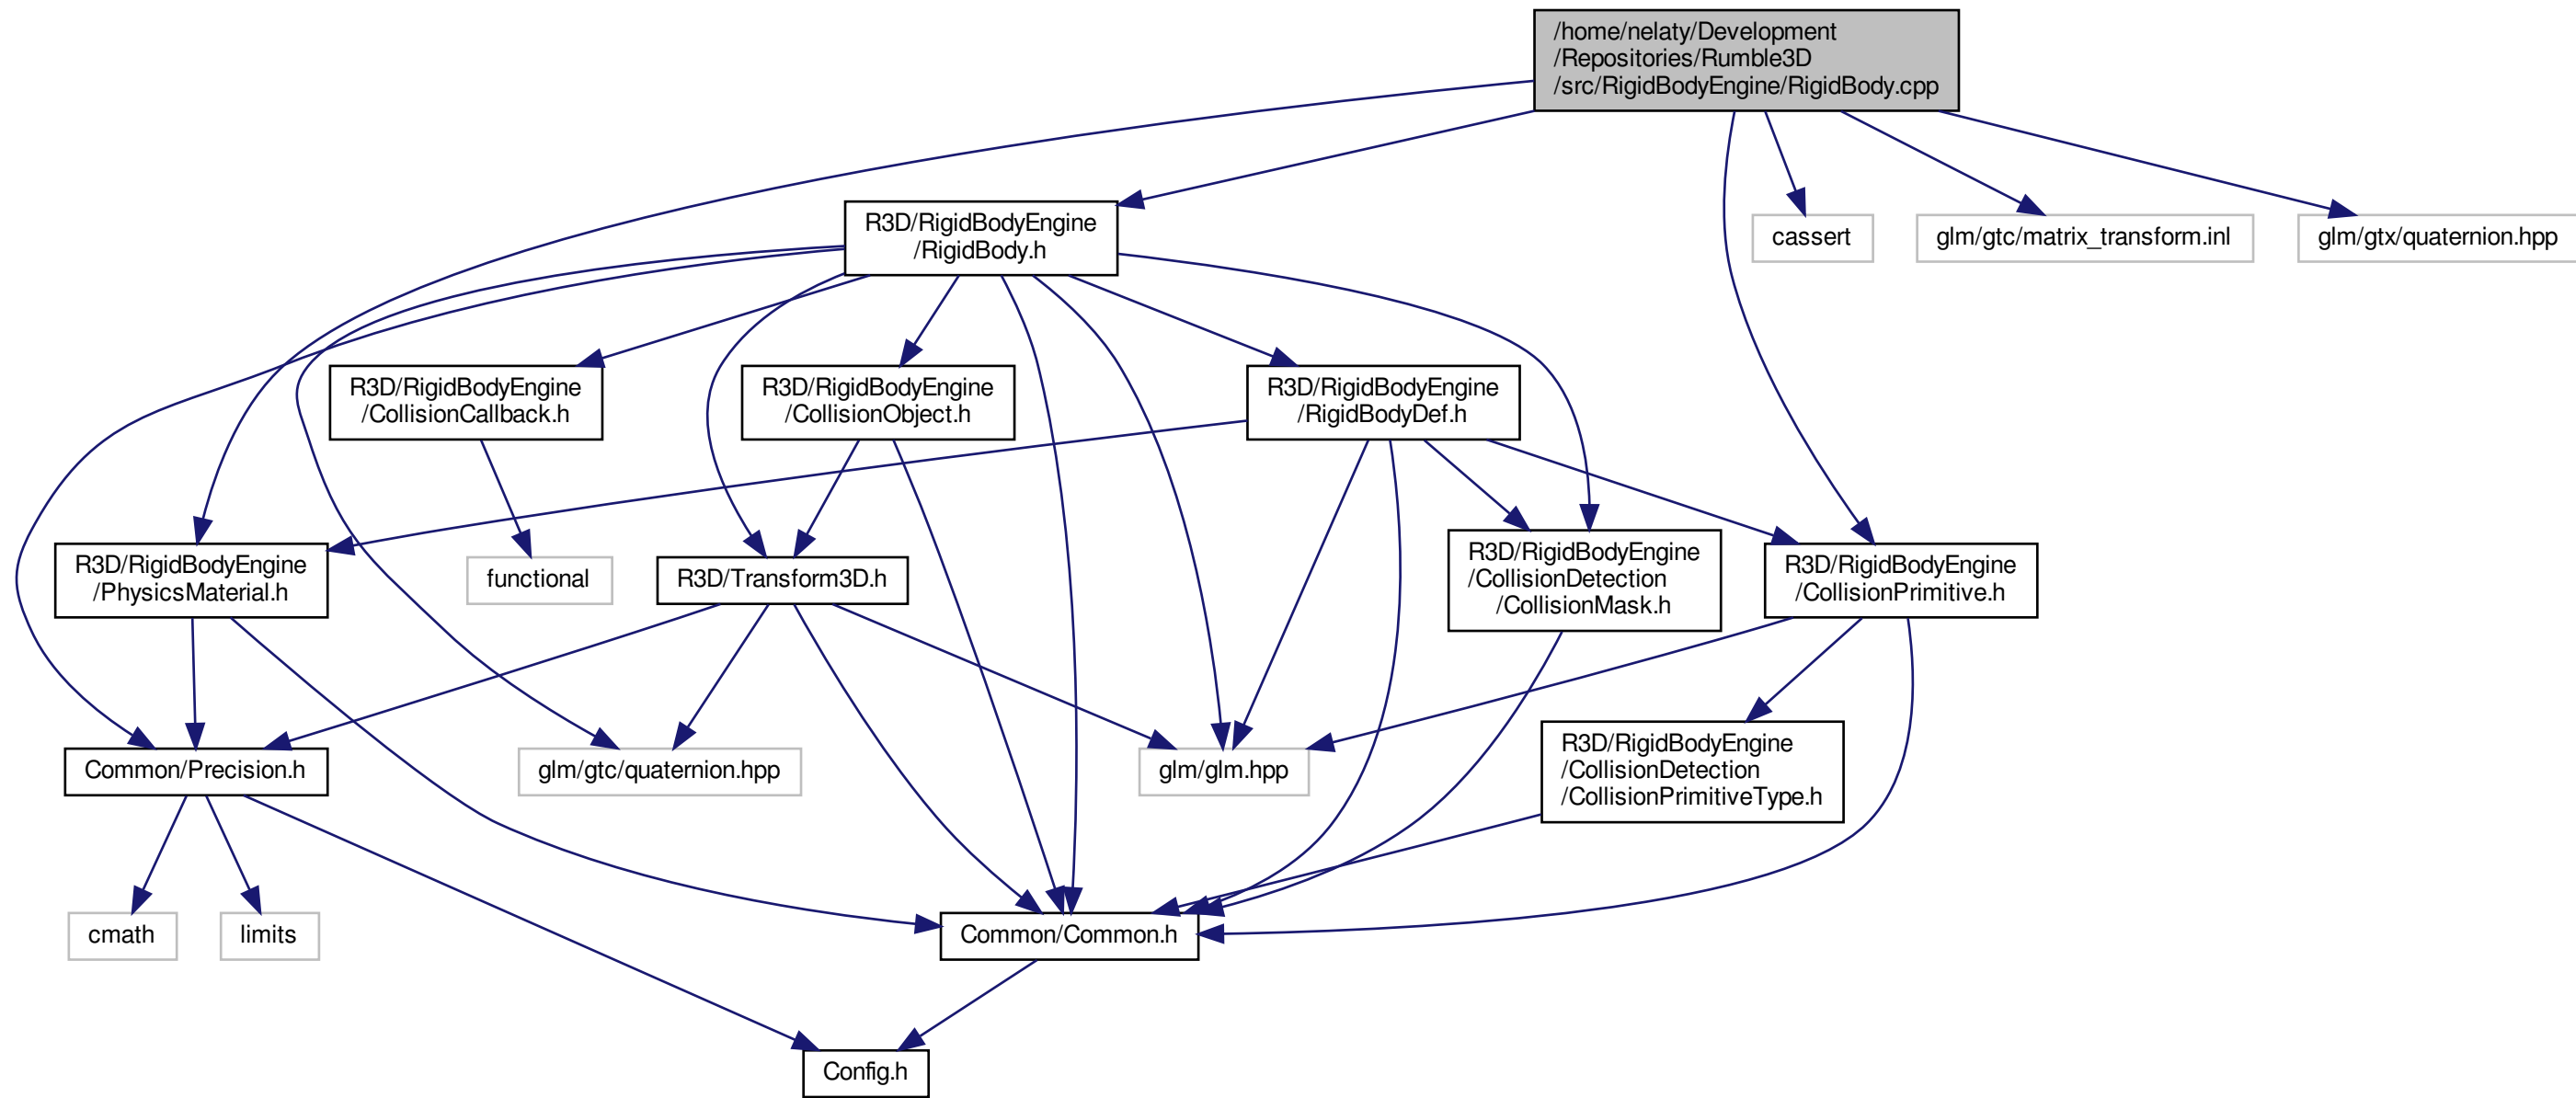 /home/nelaty/Development
/Repositories/Rumble3D
/src/RigidBodyEngine/RigidBody.cpp
R3D/RigidBodyEngine
/RigidBody.h
cassert
glm/gtc/matrix_transform.inl
glm/gtx/quaternion.hpp
R3D/RigidBodyEngine
/CollisionCallback.h
R3D/RigidBodyEngine
/CollisionObject.h
R3D/RigidBodyEngine
/RigidBodyDef.h
R3D/RigidBodyEngine
/PhysicsMaterial.h
functional
R3D/Transform3D.h
R3D/RigidBodyEngine
/CollisionDetection
/CollisionMask.h
R3D/RigidBodyEngine
/CollisionPrimitive.h
Common/Precision.h
glm/gtc/quaternion.hpp
glm/glm.hpp
R3D/RigidBodyEngine
/CollisionDetection
/CollisionPrimitiveType.h
cmath
limits
Common/Common.h
Config.h